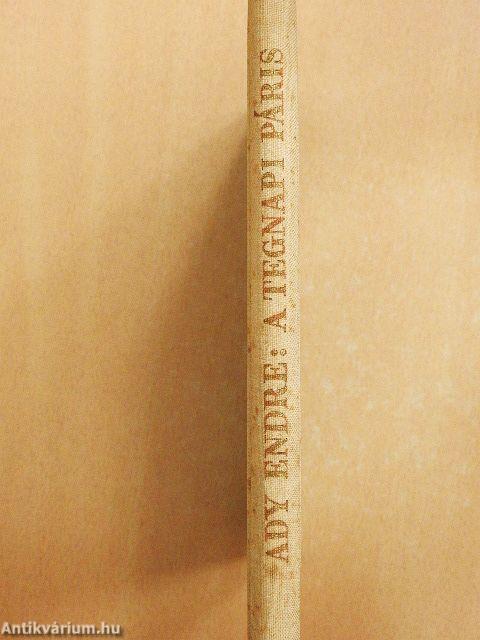 ADY ENDRE: A TEGNAPI PÁRIS
Antikvárium.hu